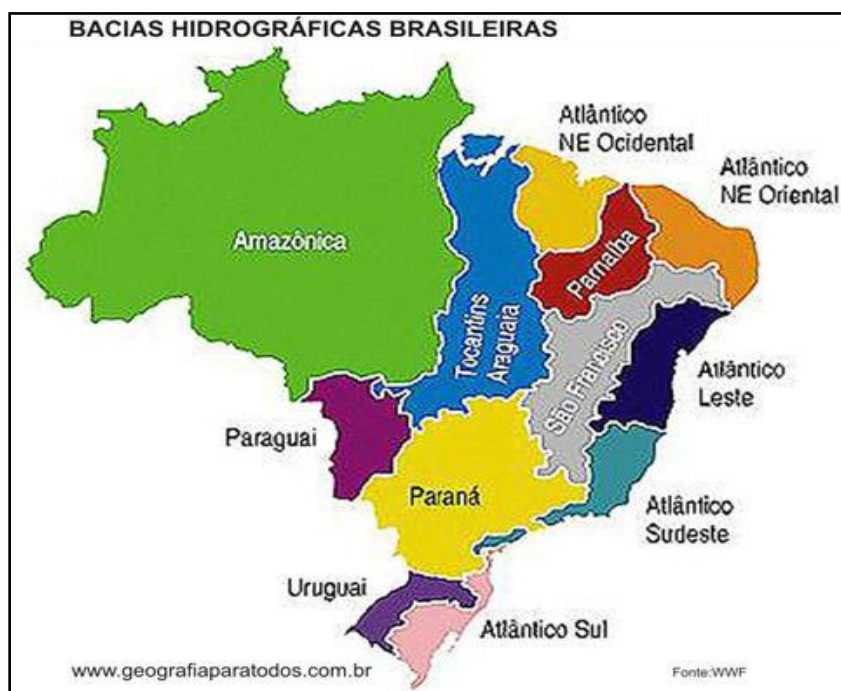 BACIAS HIDROGRÁFICAS BRASILEIRAS
Atlântico
NE Ocidental
Atlântico
NE Oriental
Amazônica
Parnaíba
Tocantins
Araguaia
São Francisco
Atlântico
Leste
Paraguai
Paraná
Atlântico
Sudeste
Uruguai
Atlântico Sul
www.geografiaparatodos.com.br
Fonte:WWF